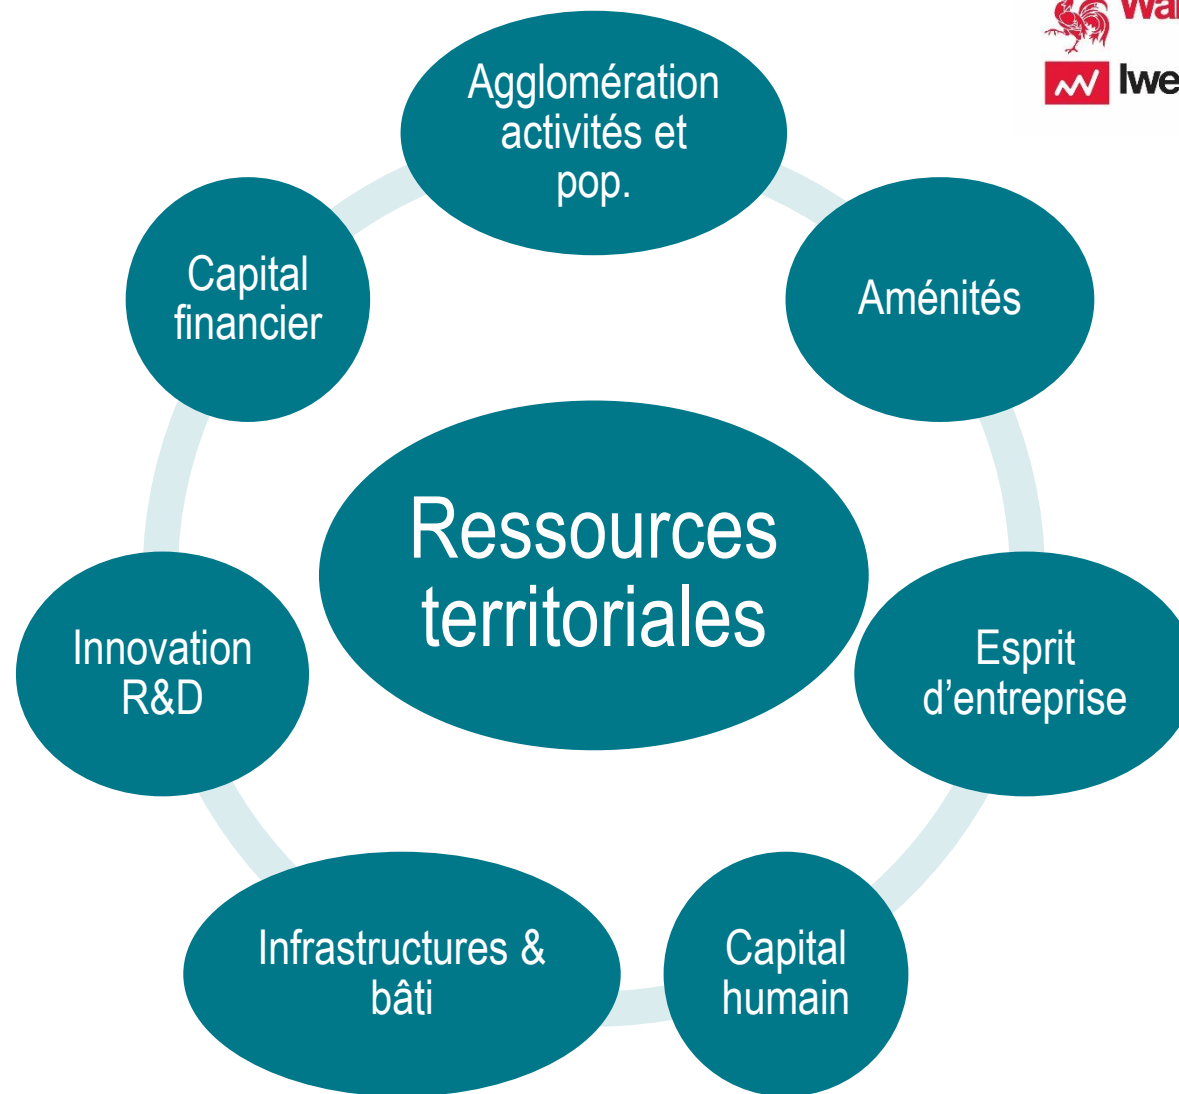 Agglomération
activités et
pop.
Aménités
Esprit
d’entreprise
Capital
humain
Infrastructures &
bâti
Innovation
R&D
Capital
financier
Ressources
territoriales